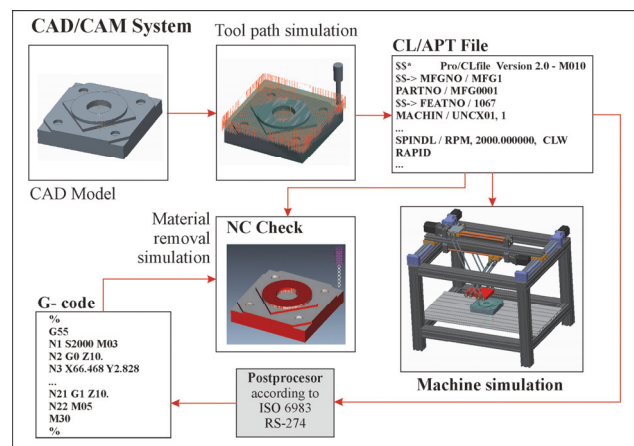 CAD/CAM System
Tool path simulation
CL/APT File
$$* Pro/CLfile Version 2.0 - M010
$$-> MFGNO / MFG1
PARTNO / MFG0001
$$-> FEATNO / 1067
MACHIN / UNCX01, 1
...
SPINDL / RPM, 2000.000000, CLW
RAPID
...
CAD Model
Material
removal
simulation
NC Check
G- code
%
G55
N1 S2000 M03
N2 G0 Z10.
N3 X66.468 Y2.828
...
N21 G1 Z10.
N22 M05
M30
%
Postprocesor
according to
ISO 6983
RS-274
Machine simulation